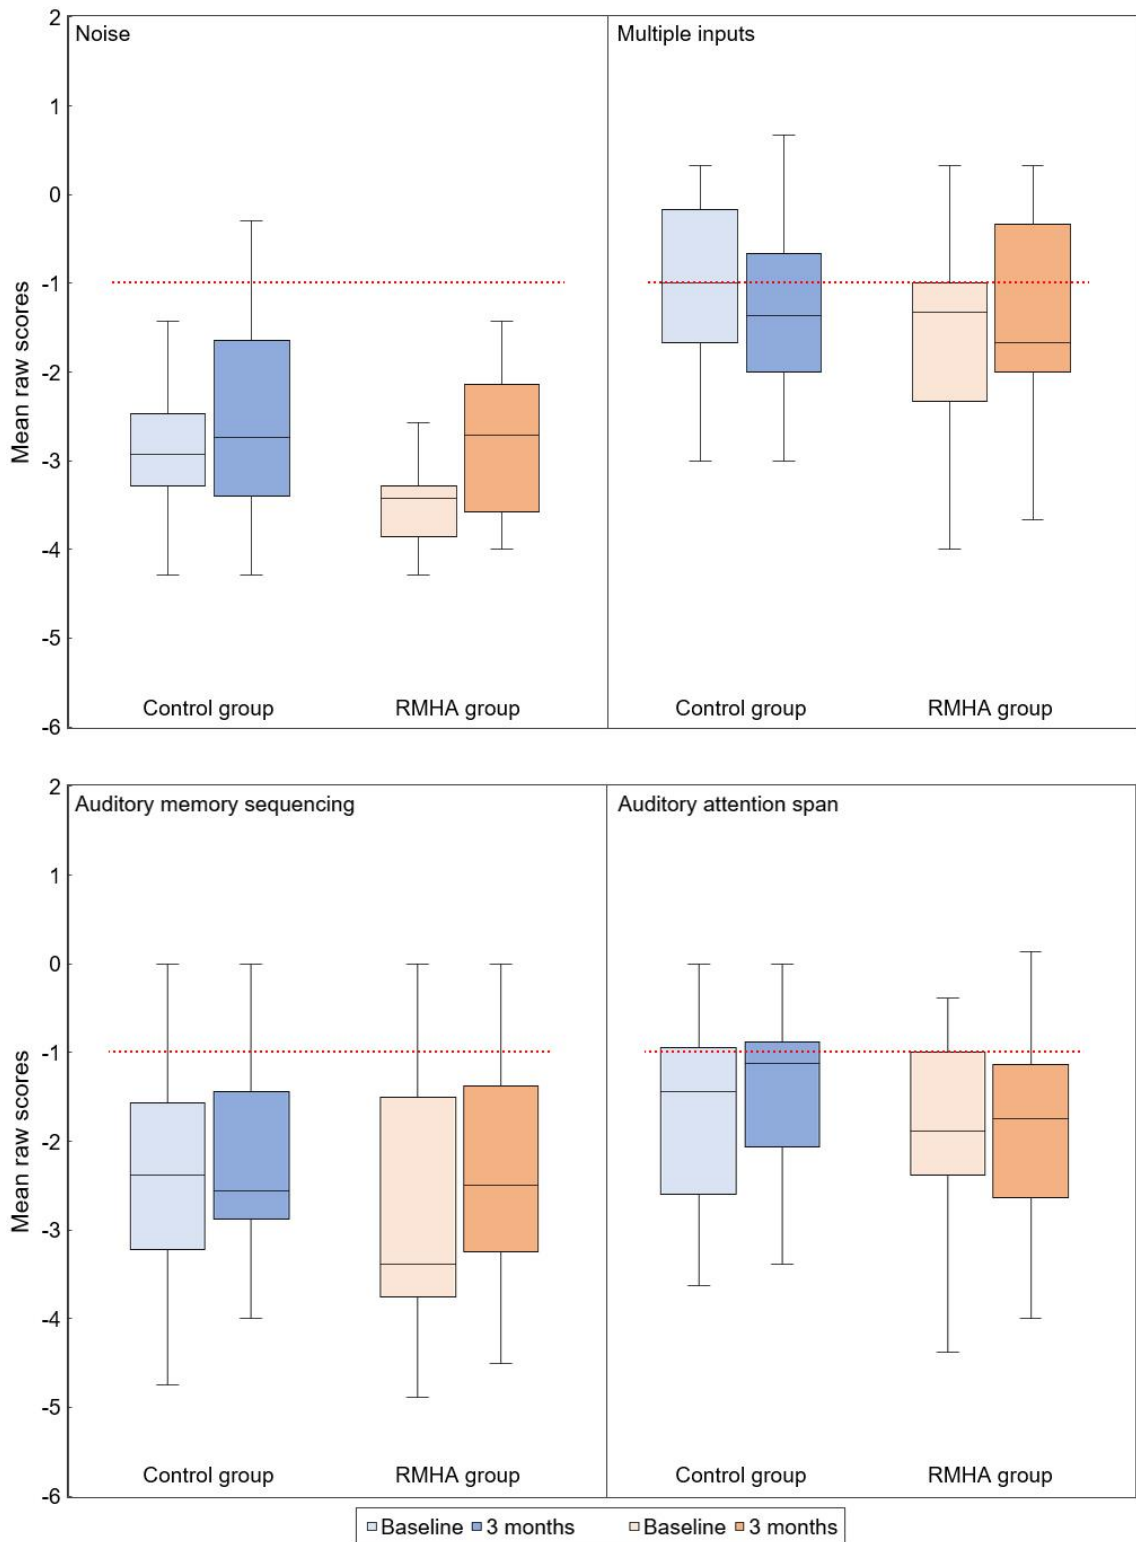 Noise
Multiple inputs
2
1
0
-1
-2
-3
-4
-5
-6
Mean raw scores
Control group
RMHA group
Control group
RMHA group
Auditory memory sequencing
Auditory attention span
2
1
0
-1
-2
-3
-4
-5
-6
Mean raw scores
Control group
RMHA group
Control group
RMHA group
Baseline 3 months Baseline 3 months